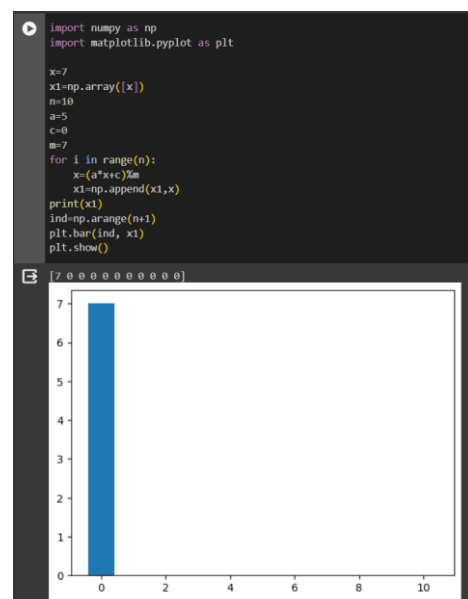 import numpy as np
import matplotlib.pyplot as plt
x=7
x1=np.array([x])
n=10
a=5
c=0
m=7
for i in range(n):
    x=(a*x+c)%m
    x1=np.append(x1,x)
print(x1)
ind=np.arange(n+1)
plt.bar(ind, x1)
plt.show()
[7 0 0 0 0 0 0 0 0 0 0]
7
6
5
4
3
2
1
0
0 2 4 6 8 10